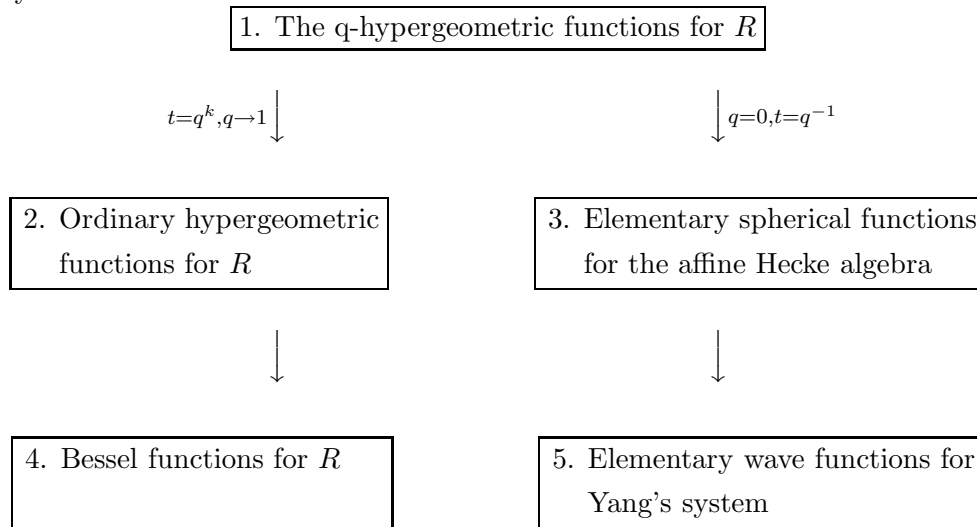 y
1. The q-hypergeometric functions for R
t=q^k,q→1
q=0,t=q^{-1}
2. Ordinary hypergeometric
functions for R
3. Elementary spherical functions
for the affine Hecke algebra
4. Bessel functions for R
5. Elementary wave functions for
Yang's system